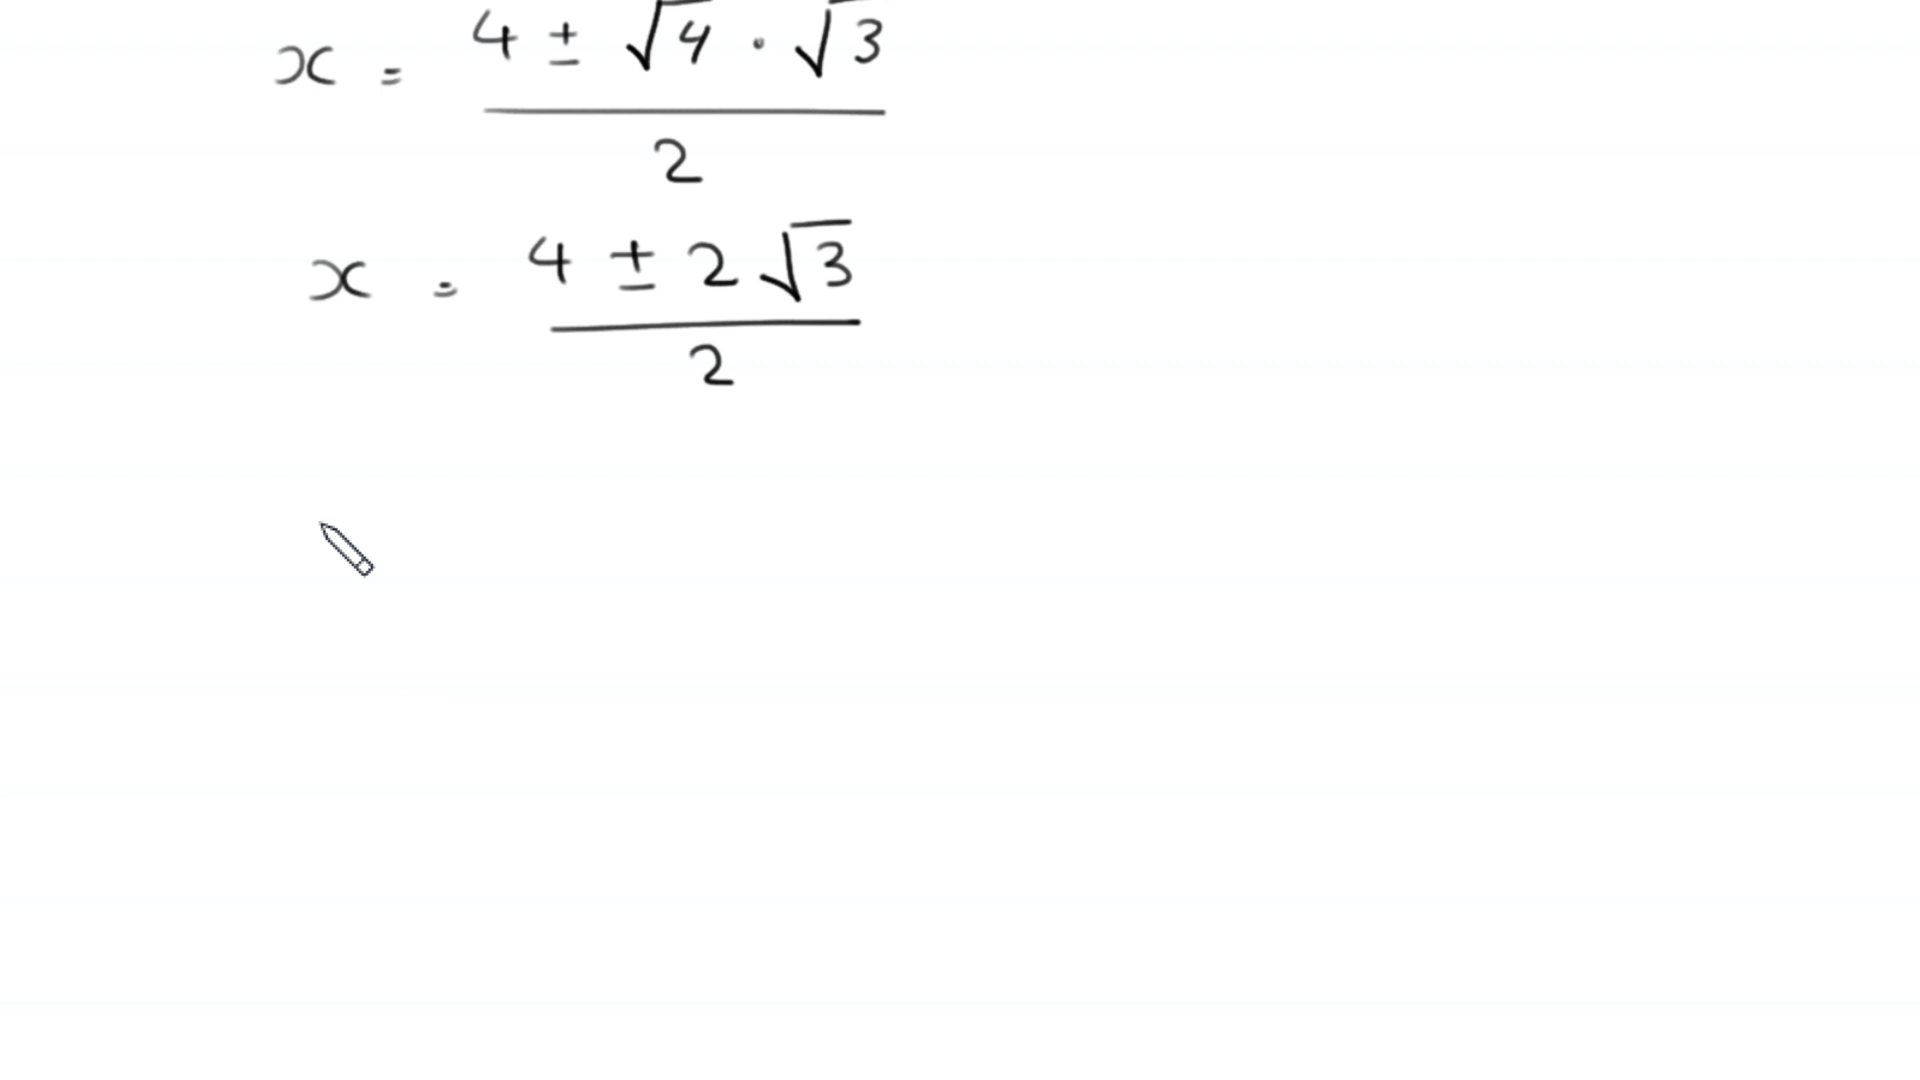 x = (4 ± √4 · √3) / 2
x = (4 ± 2√3) / 2